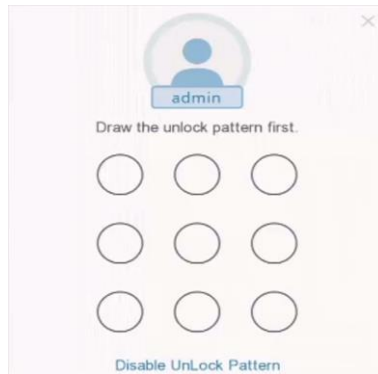 admin
Draw the unlock pattern first.
Disable UnLock Pattern